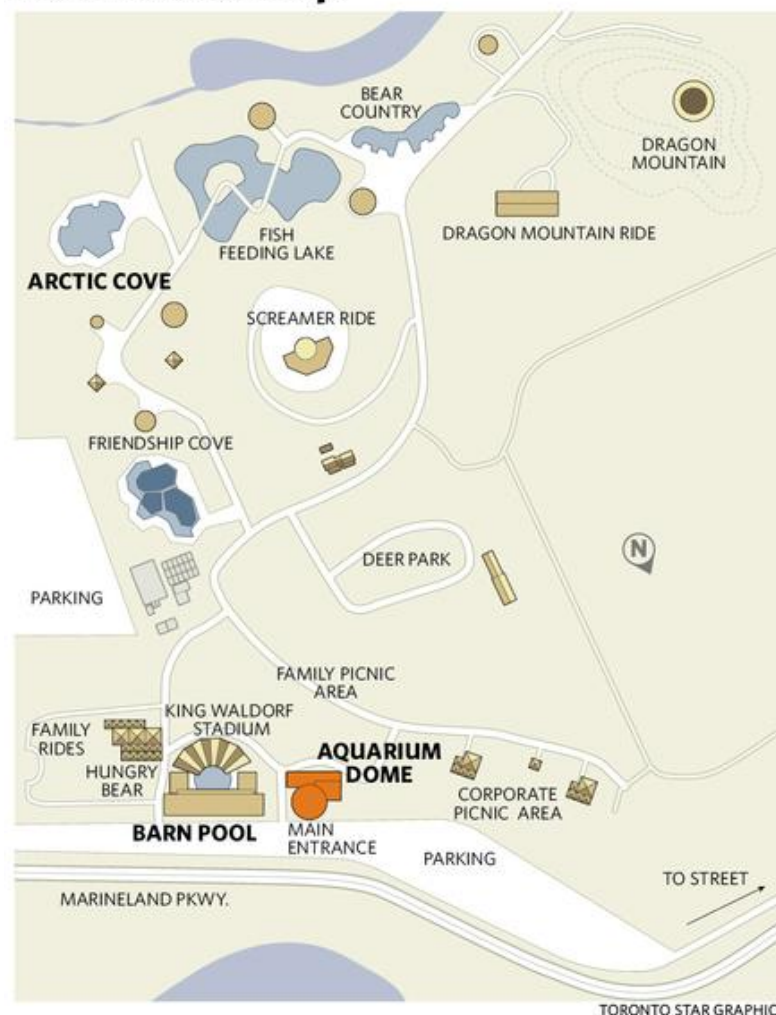 BEAR
COUNTRY
DRAGON
MOUNTAIN
DRAGON MOUNTAIN RIDE
FISH
FEEDING LAKE
ARCTIC COVE
SCREAMER RIDE
FRIENDSHIP COVE
N
DEER PARK
PARKING
FAMILY PICNIC
AREA
KING WALDORF
STADIUM
FAMILY
RIDES
HUNGRY
BEAR
AQUARIUM
DOME
CORPORATE
PICNIC AREA
BARN POOL
MAIN
ENTRANCE
PARKING
TO STREET
MARINELAND PKWY.
TORONTO STAR GRAPHIC